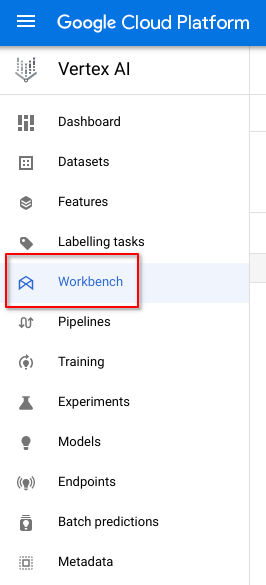 Google Cloud Platform
Vertex AI
Dashboard
Datasets
Features
Labelling tasks
Workbench
Pipelines
Training
Experiments
Models
Endpoints
Batch predictions
Metadata